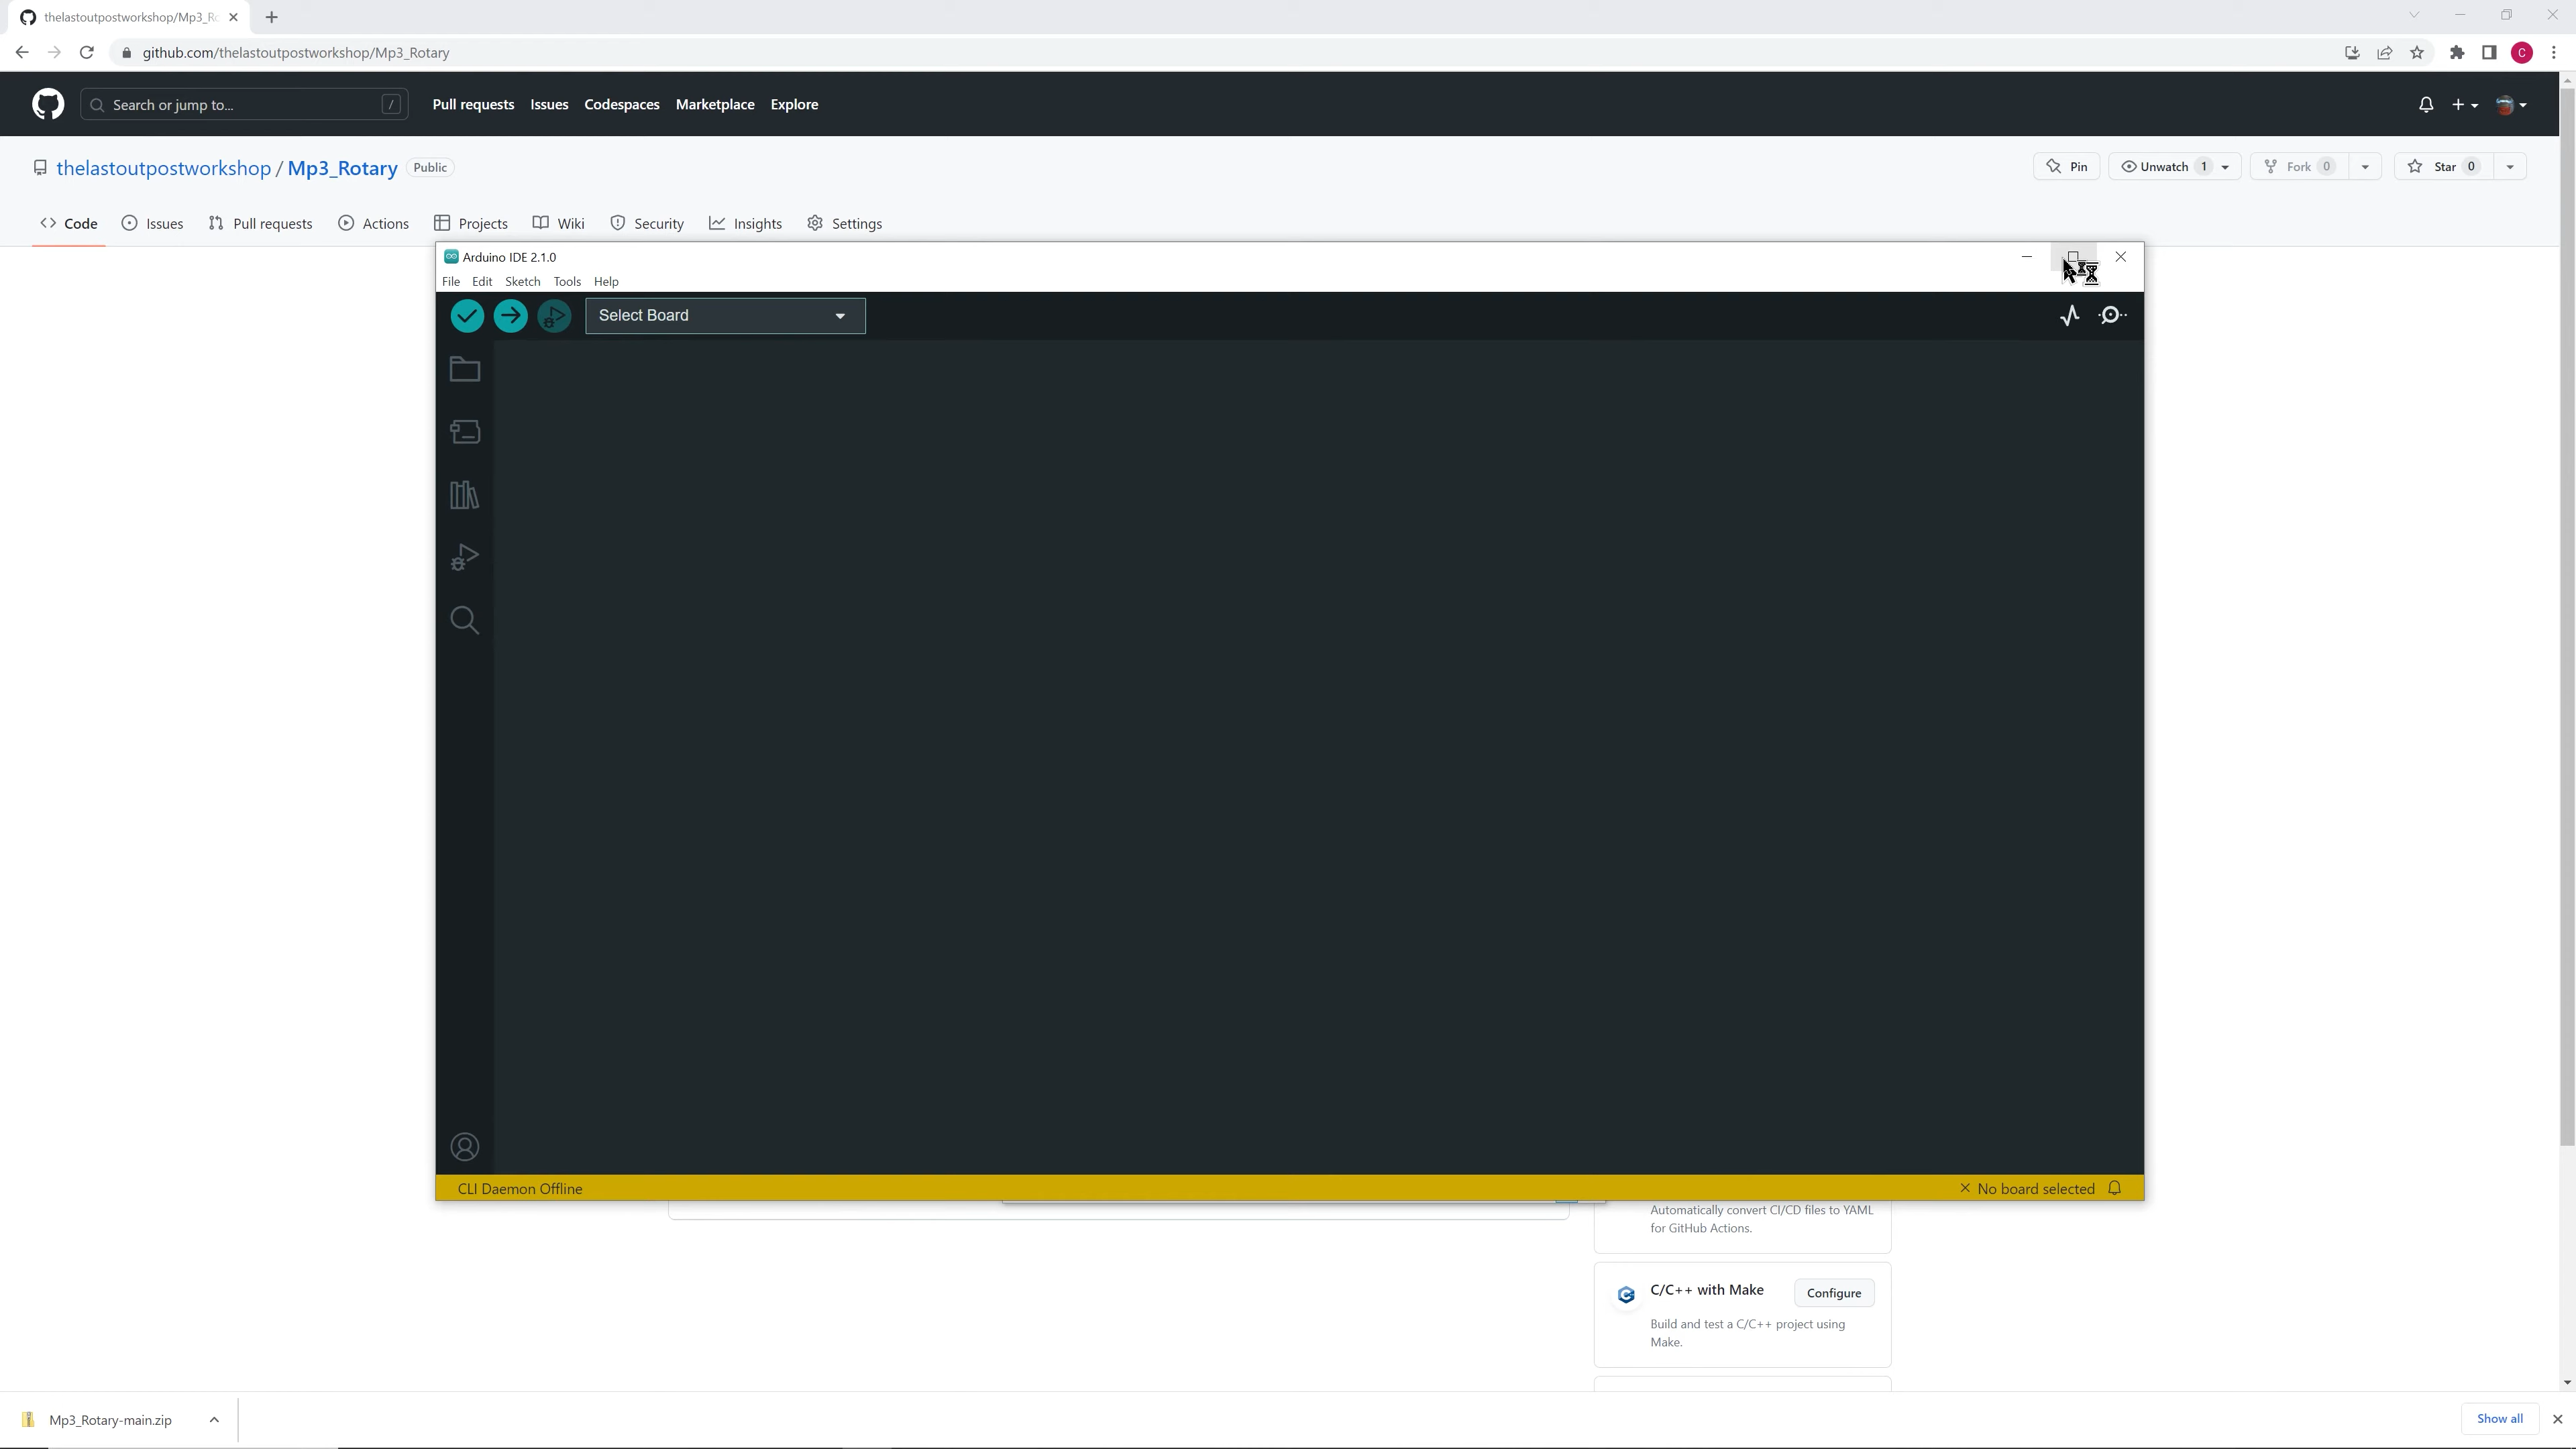 thelastoutpostworkshop/Mp3_Ro
github.com/thelastoutpostworkshop/Mp3_Rotary
C
Search or jump to...
/
Pull requests
Issues
Codespaces
Marketplace
Explore
thelastoutpostworkshop / Mp3_Rotary
Public
Pin
Unwatch 1
Fork 0
Star 0
Code
Issues
Pull requests
Actions
Projects
Wiki
Security
Insights
Settings
Arduino IDE 2.1.0
File
Edit
Sketch
Tools
Help
Select Board
CLI Daemon Offline
No board selected
Automatically convert CI/CD files to YAML
for GitHub Actions.
C/C++ with Make
Configure
Build and test a C/C++ project using
Make.
Mp3_Rotary-main.zip
Show all